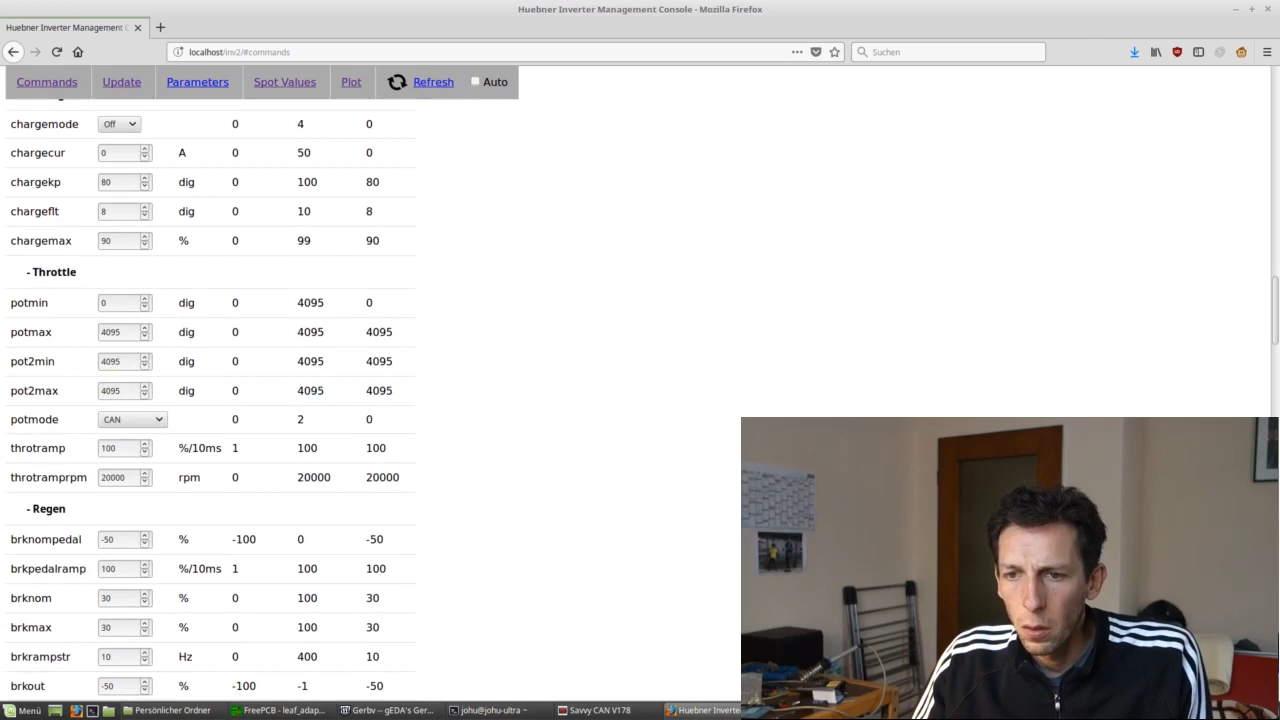 Huebner Inverter Management Console - Mozilla Firefox
Huebner Inverter Management C
localhost/inv2/#commands
Suchen
Commands Update Parameters Spot Values Plot Refresh Auto
chargemode Off 0 4 0
chargecur 0 A 0 50 0
chargekp 80 dig 0 100 80
chargeflt 8 dig 0 10 8
chargemax 90 % 0 99 90
- Throttle
potmin 0 dig 0 4095 0
potmax 4095 dig 0 4095 4095
pot2min 4095 dig 0 4095 4095
pot2max 4095 dig 0 4095 4095
potmode CAN 0 2 0
throtramp 100 %/10ms 1 100 100
throtramprpm 20000 rpm 0 20000 20000
- Regen
brknompedal -50 % -100 0 -50
brkpedalramp 100 %/10ms 1 100 100
brknom 30 % 0 100 30
brkmax 30 % 0 100 30
brkrampstr 10 Hz 0 400 10
brkout -50 % -100 -1 -50
Menü Persönlicher Ordner FreePCB - leaf_adap... Gerbv -- gEDA's Ger... johu@johu-ultra ~ Savvy CAN V178 Huebner Inverte